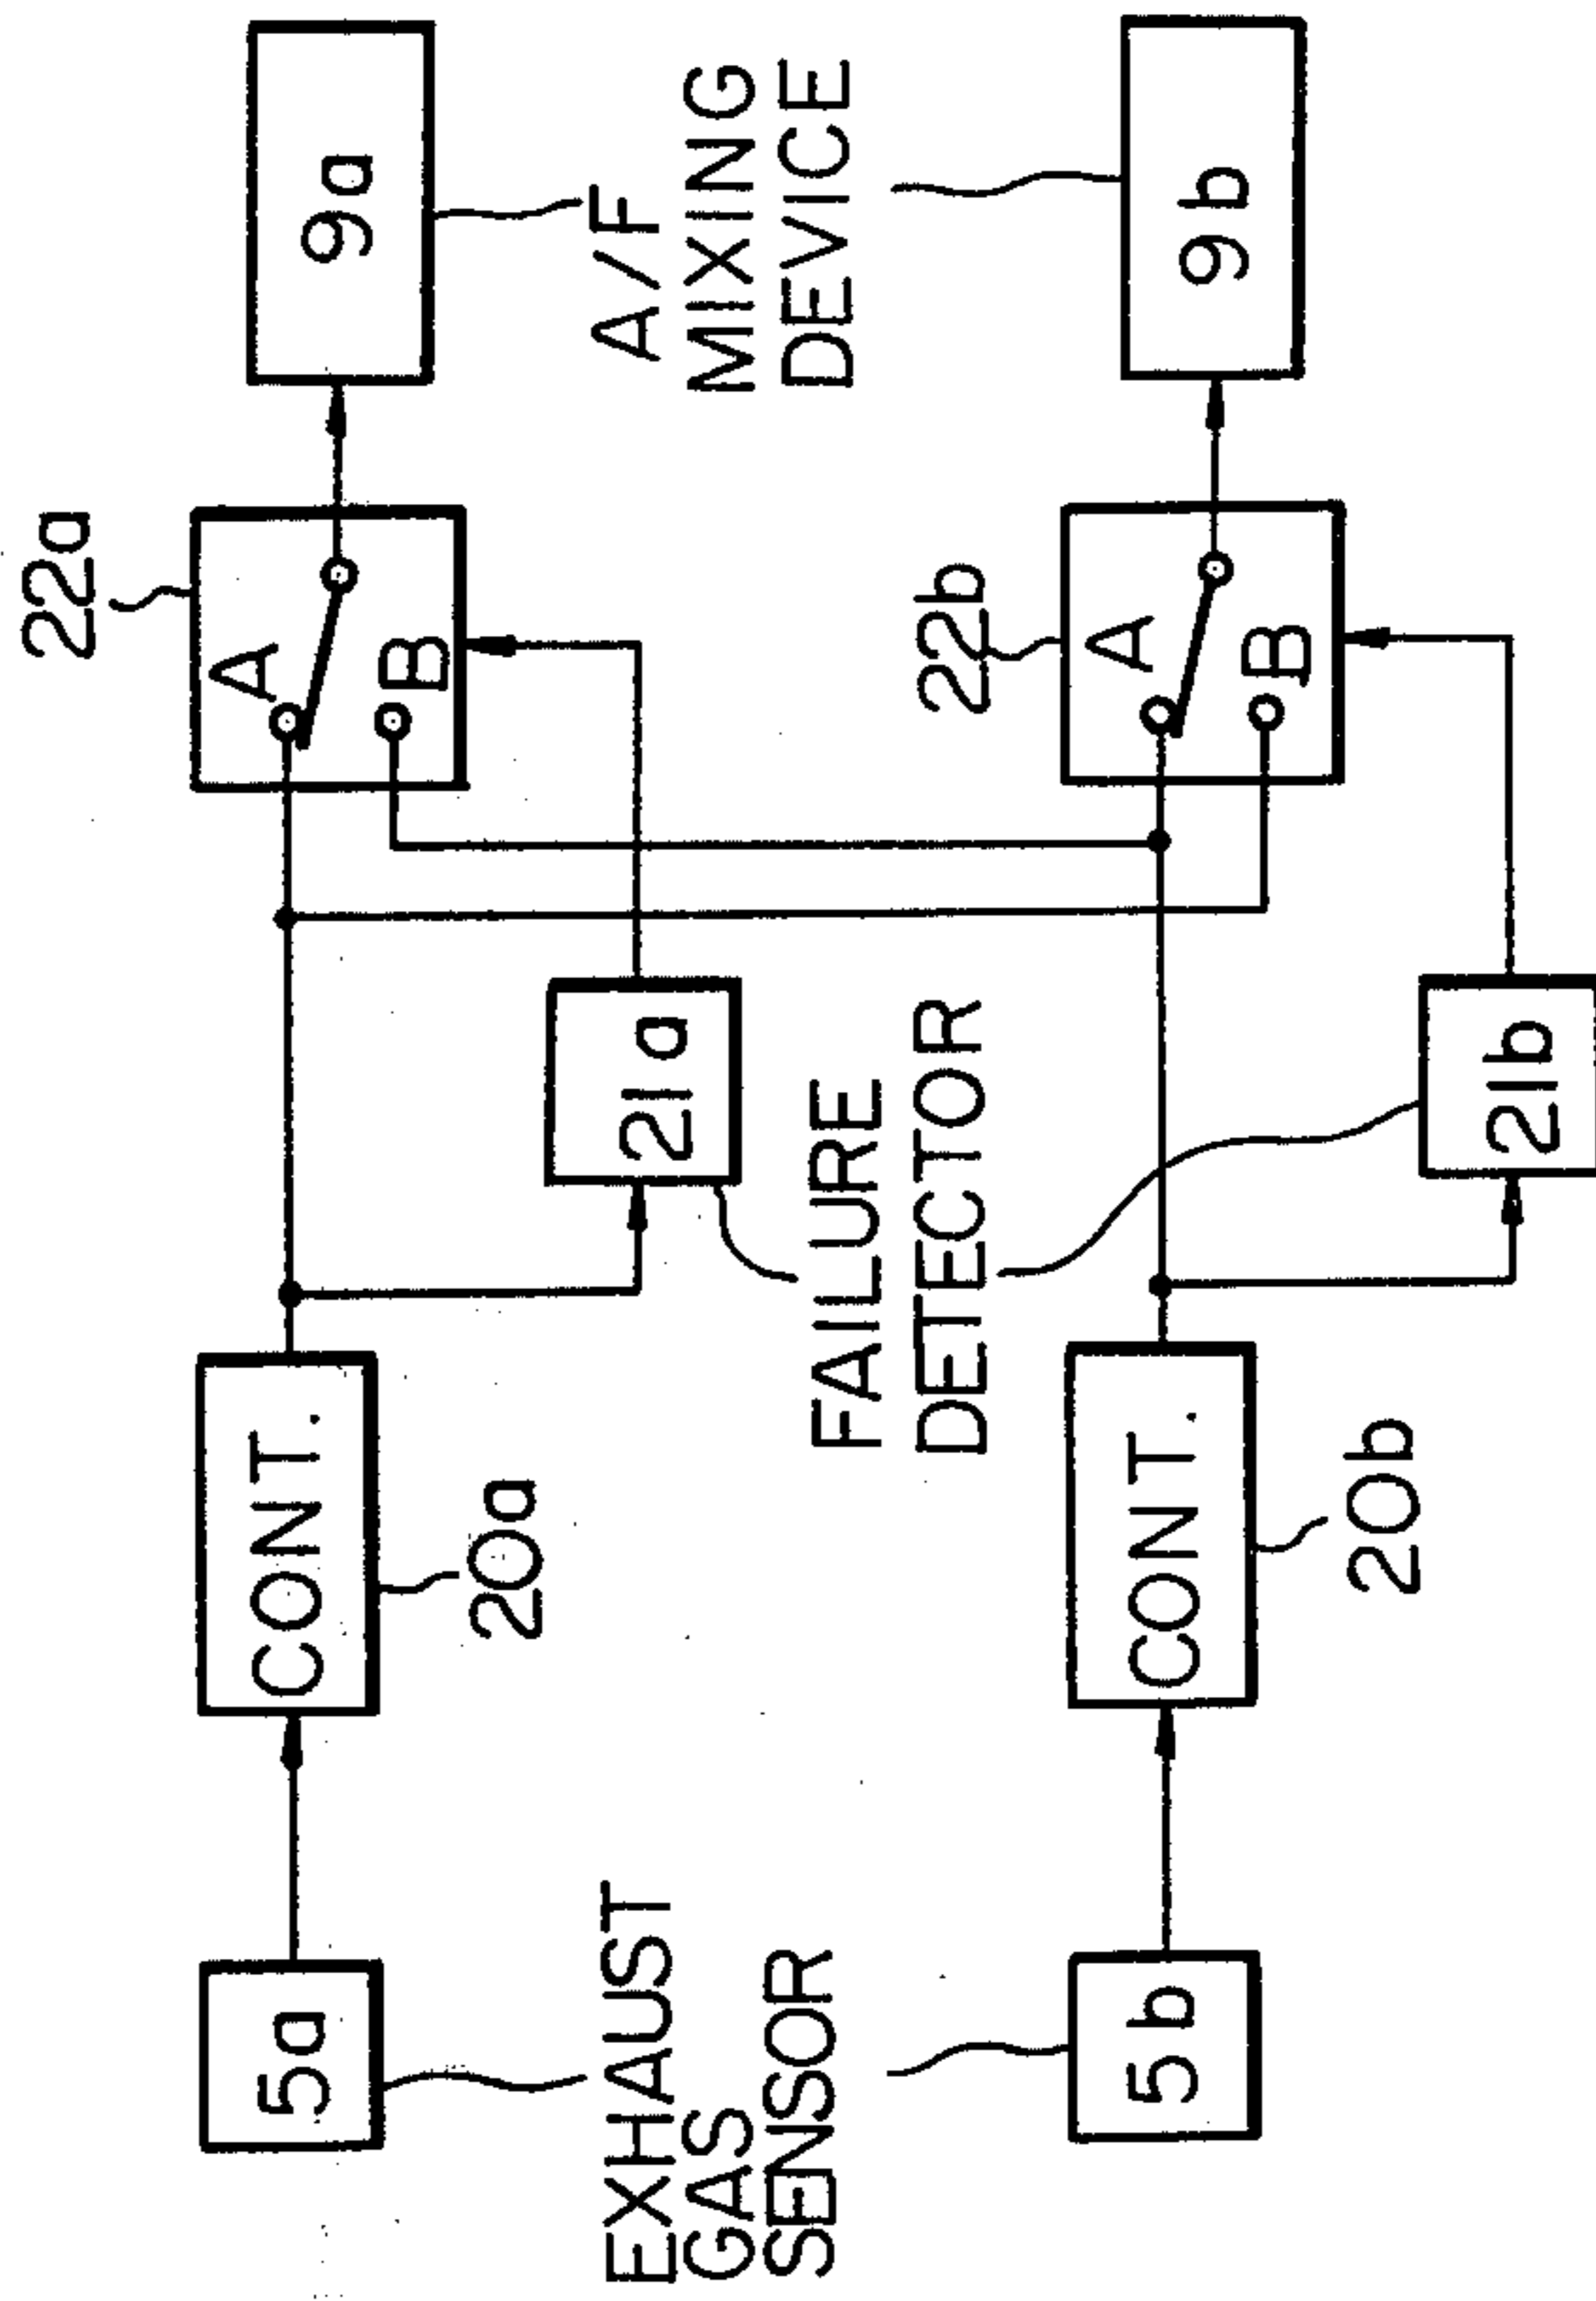 22a
A
B
9a
A/F
MIXING
DEVICE
5a
CONT.
20a
21a
EXHAUST
GAS
SENSOR
FAILURE
DETECTOR
22b
A
B
9b
5b
CONT.
20b
21b